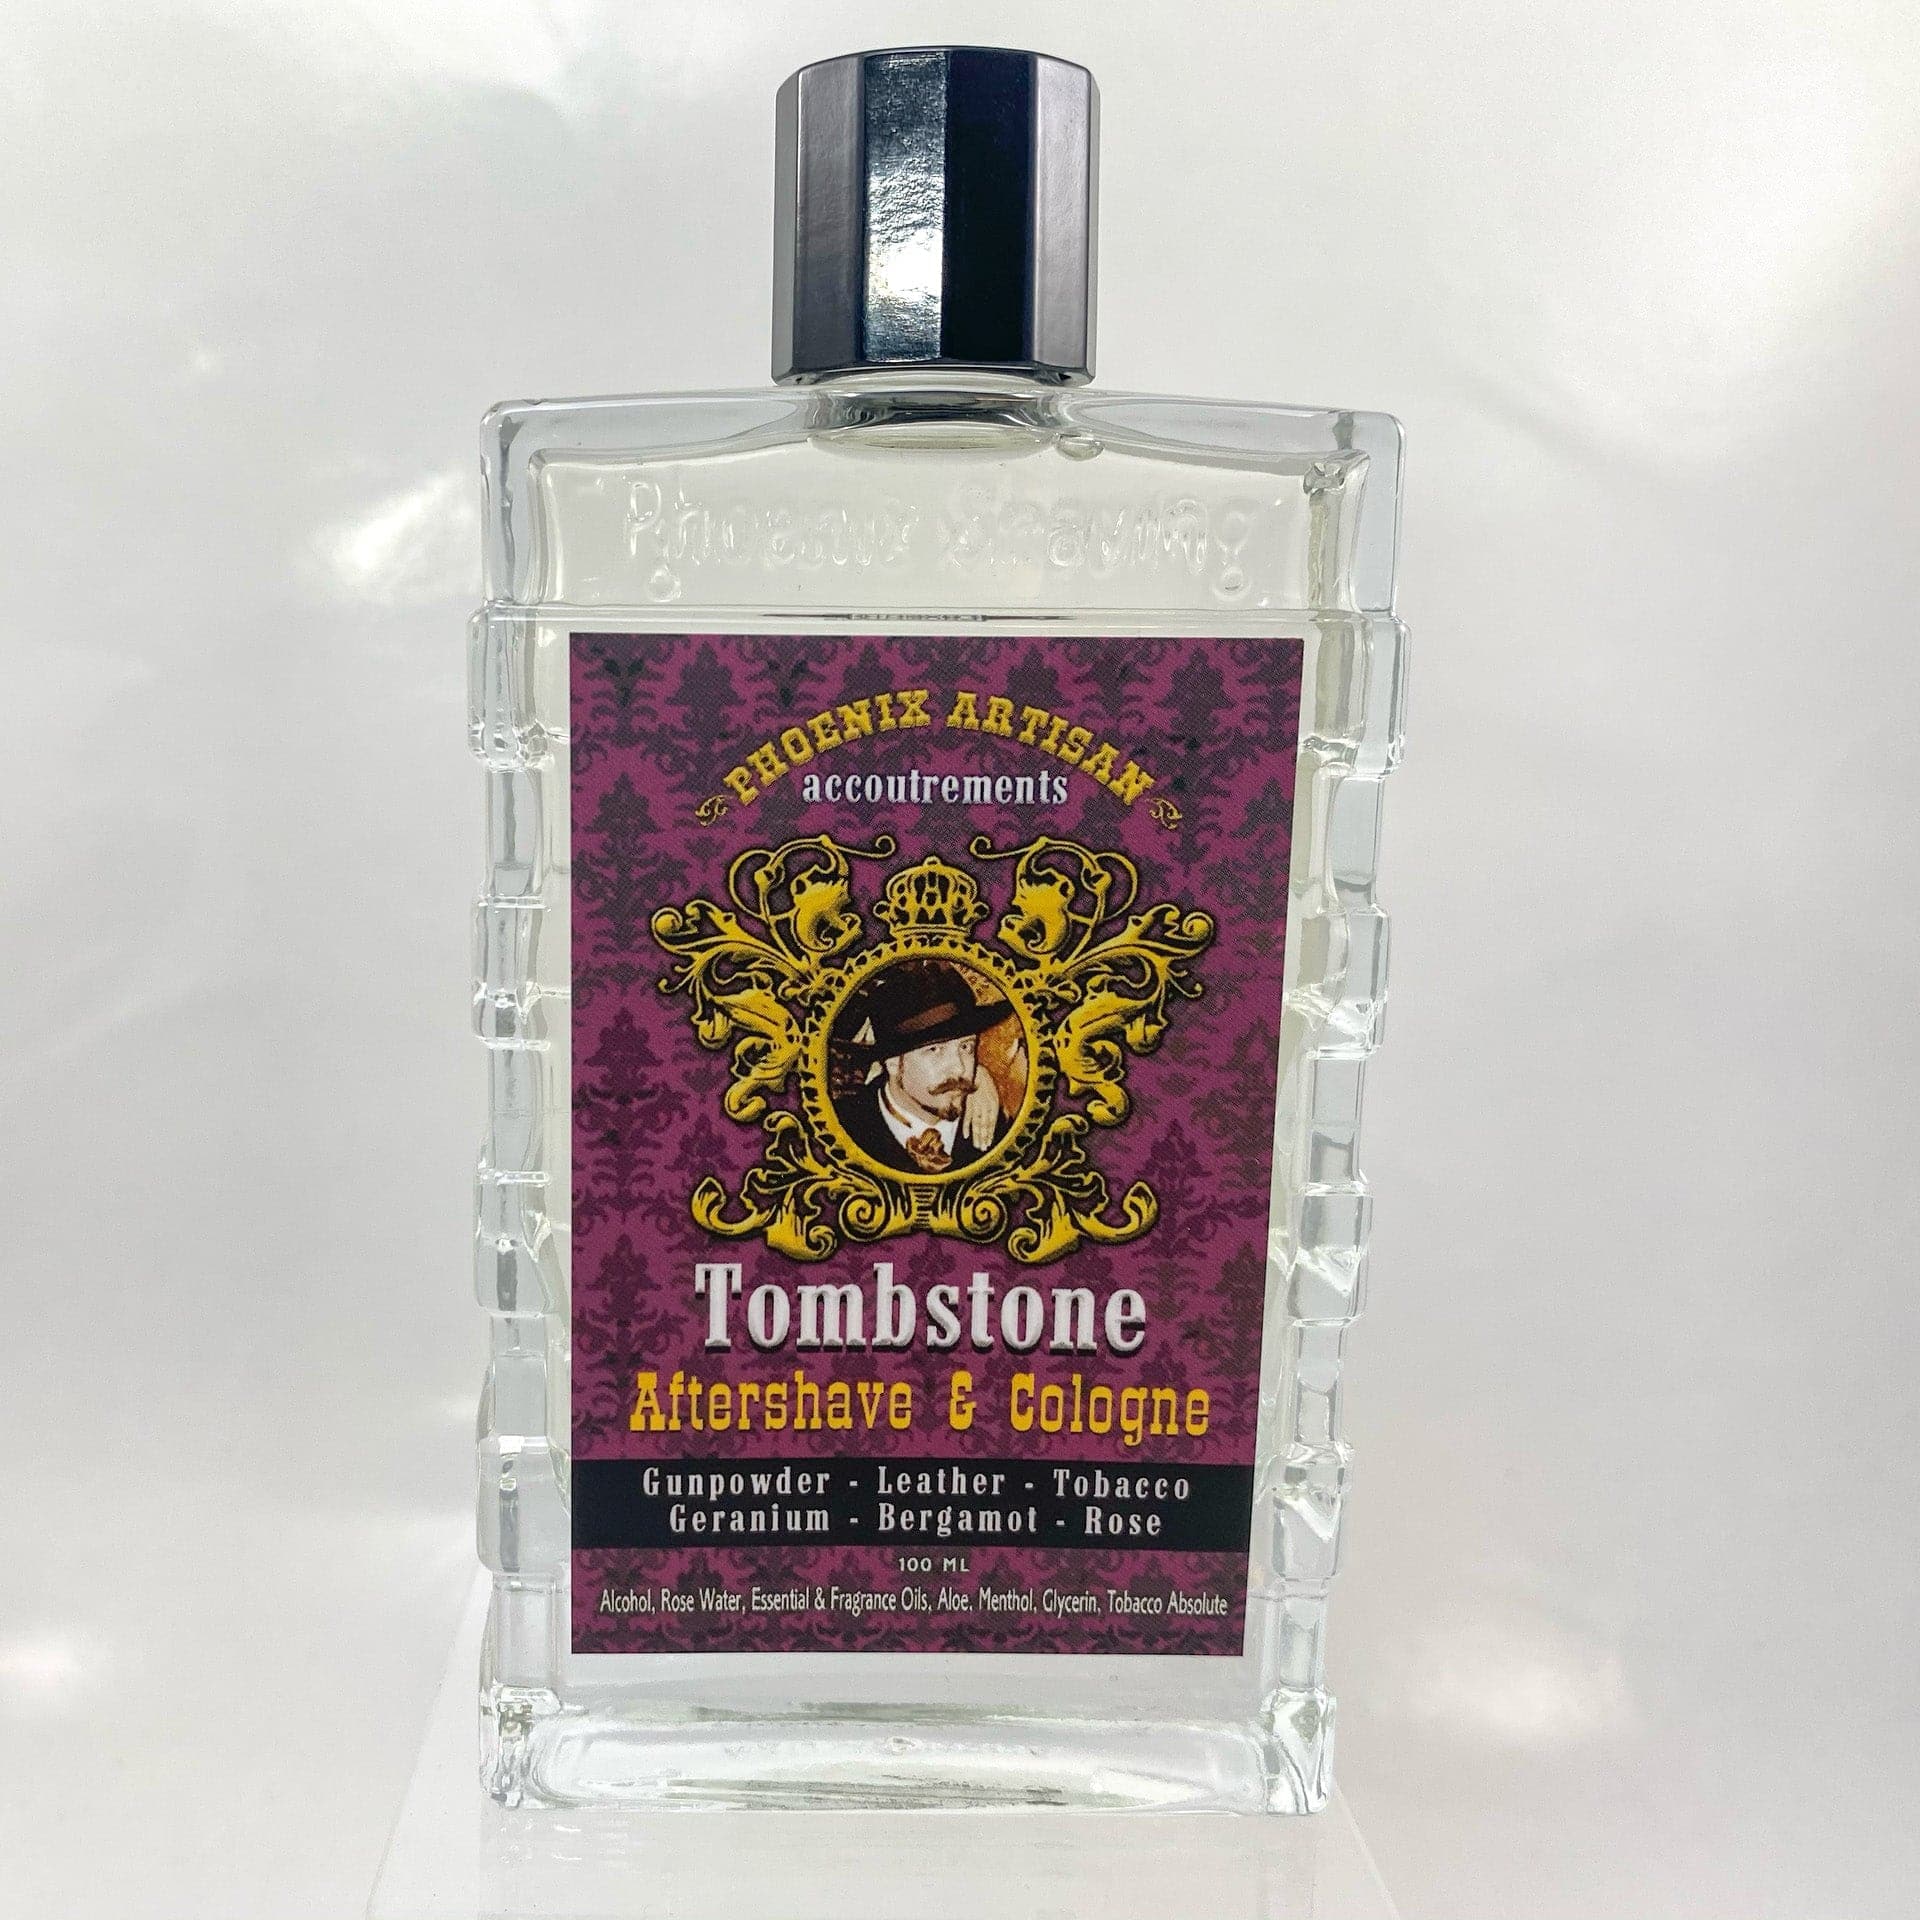 Phoenix Shaving
PHOENIX ARTISAN
accoutrements
Tombstone
Aftershave & Cologne
Gunpowder - Leather - Tobacco
Geranium - Bergamot - Rose
100 ML
Alcohol, Rose Water, Essential & Fragrance Oils, Aloe, Menthol, Glycerin, Tobacco Absolute